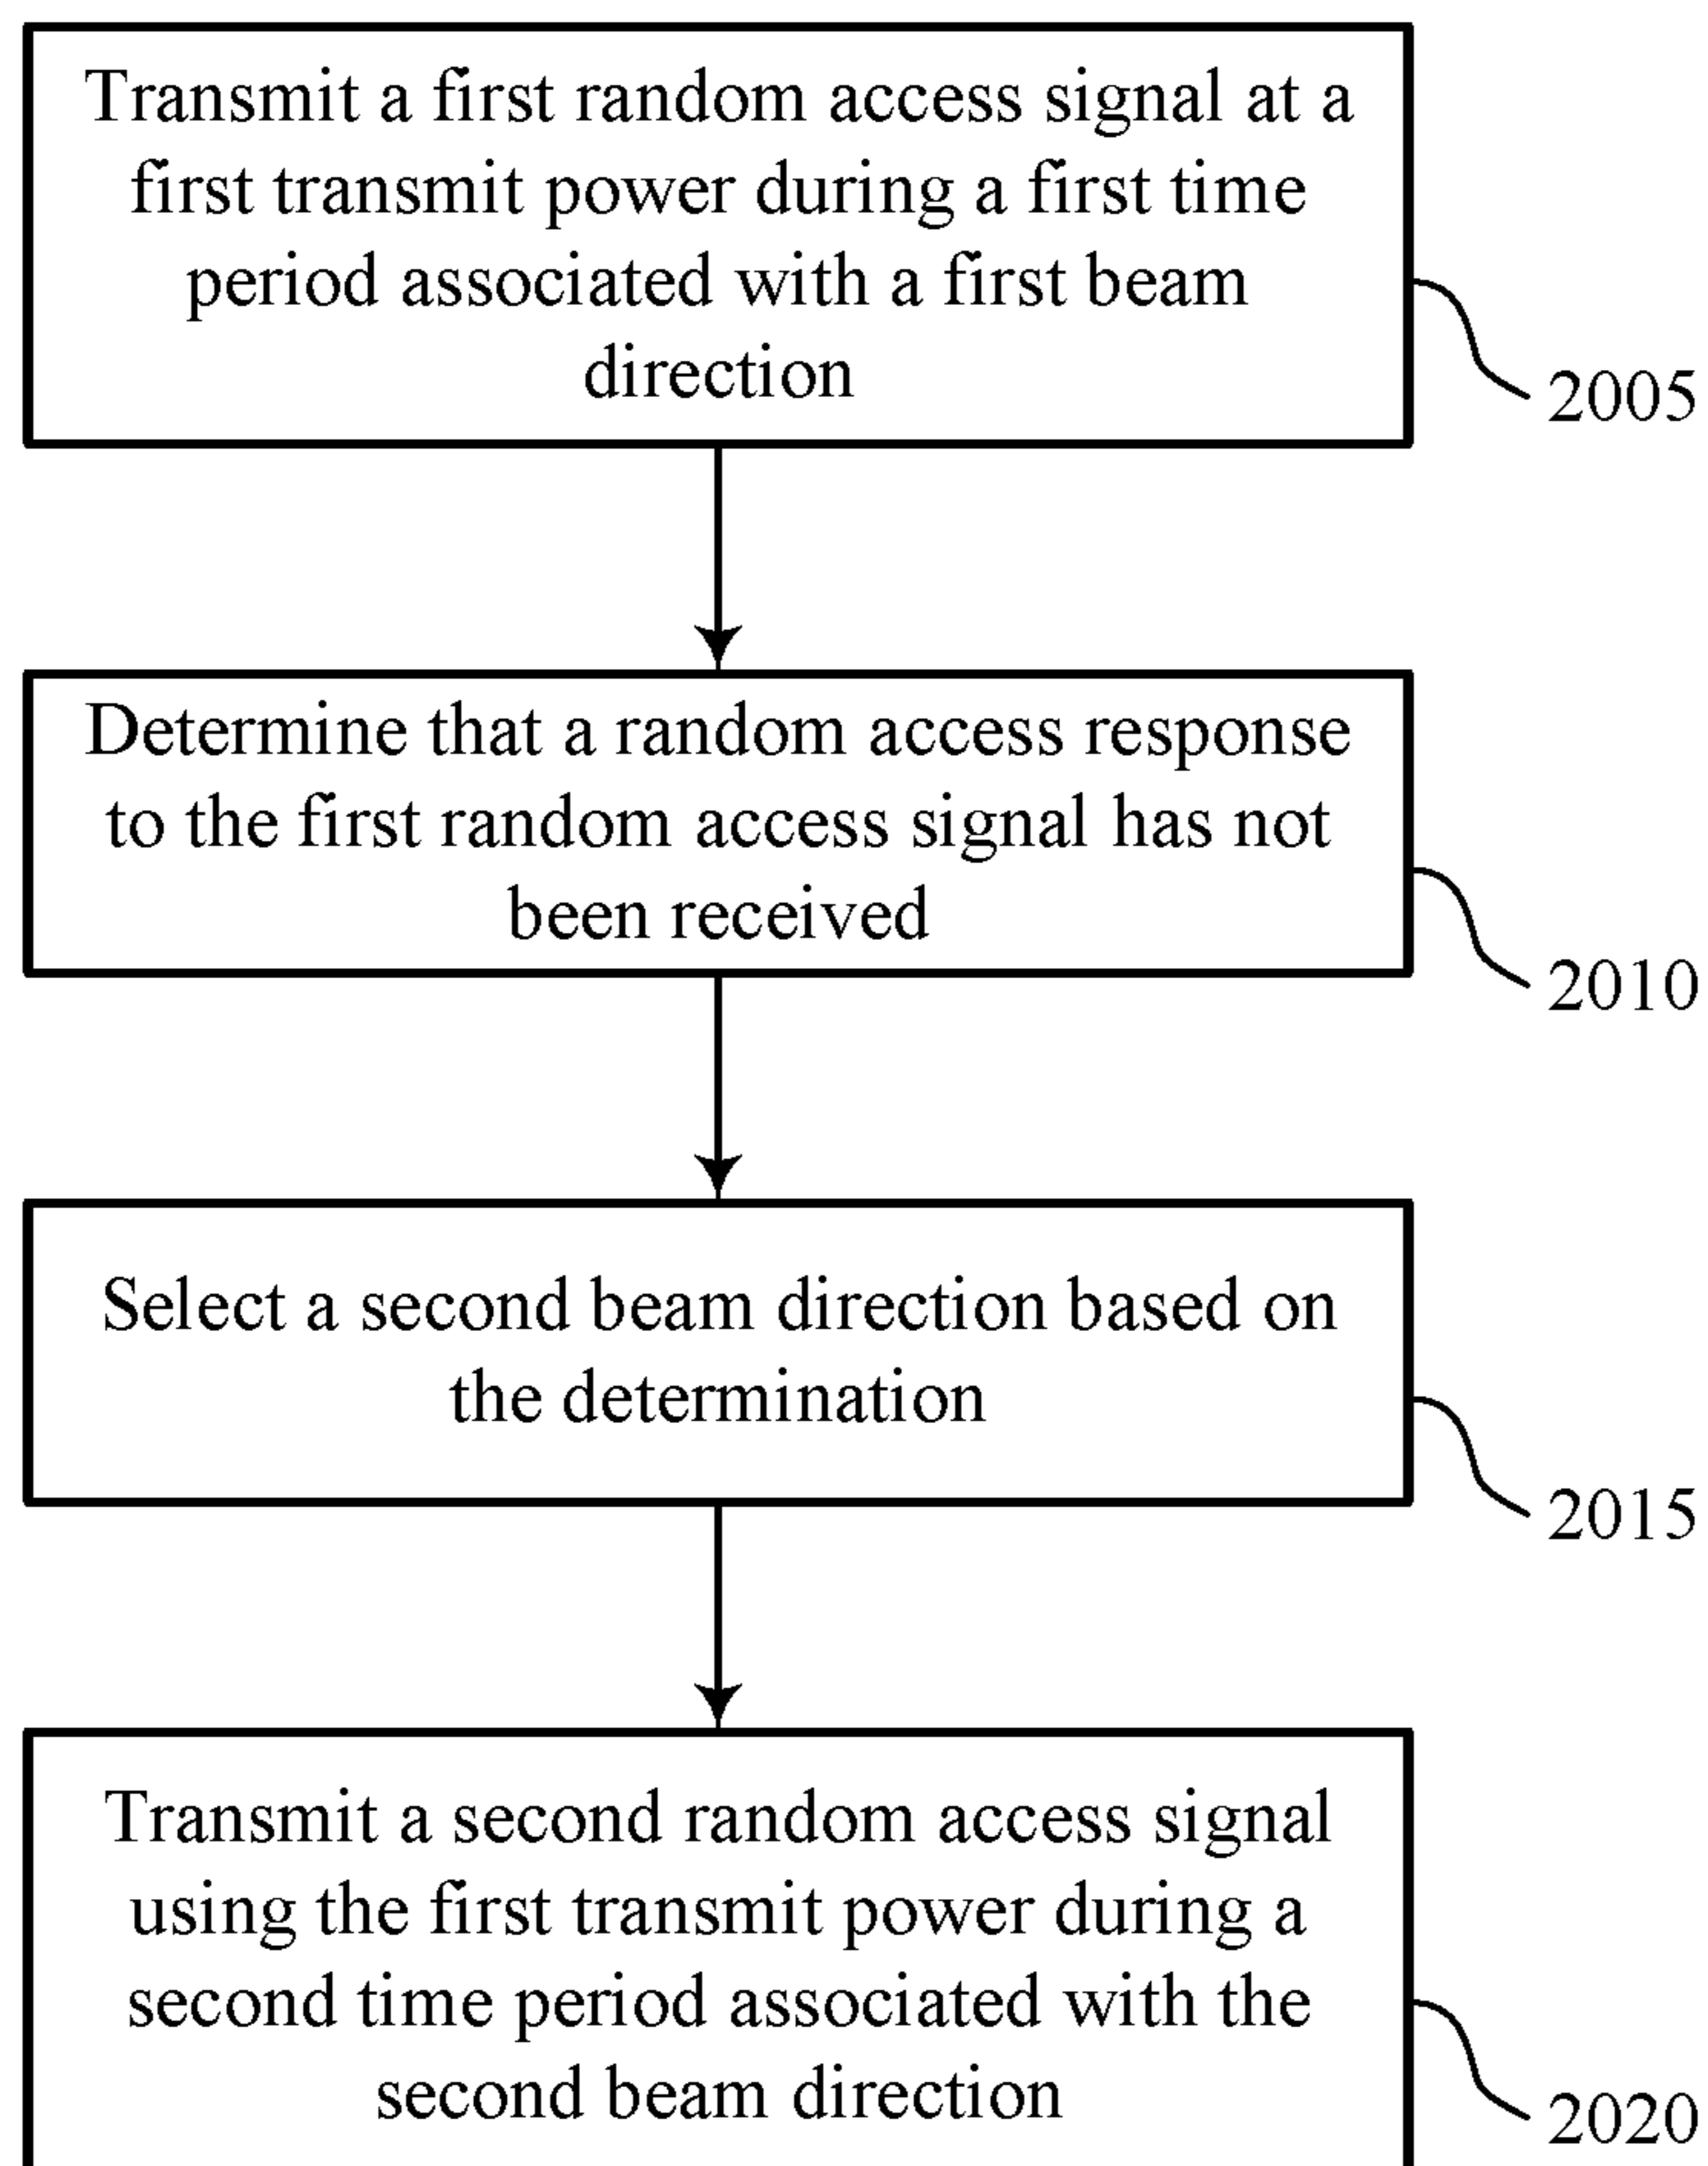 Transmit a first random access signal at a
first transmit power during a first time
period associated with a first beam
direction
2005
Determine that a random access response
to the first random access signal has not
been received
2010
Select a second beam direction based on
the determination
2015
Transmit a second random access signal
using the first transmit power during a
second time period associated with the
second beam direction
2020